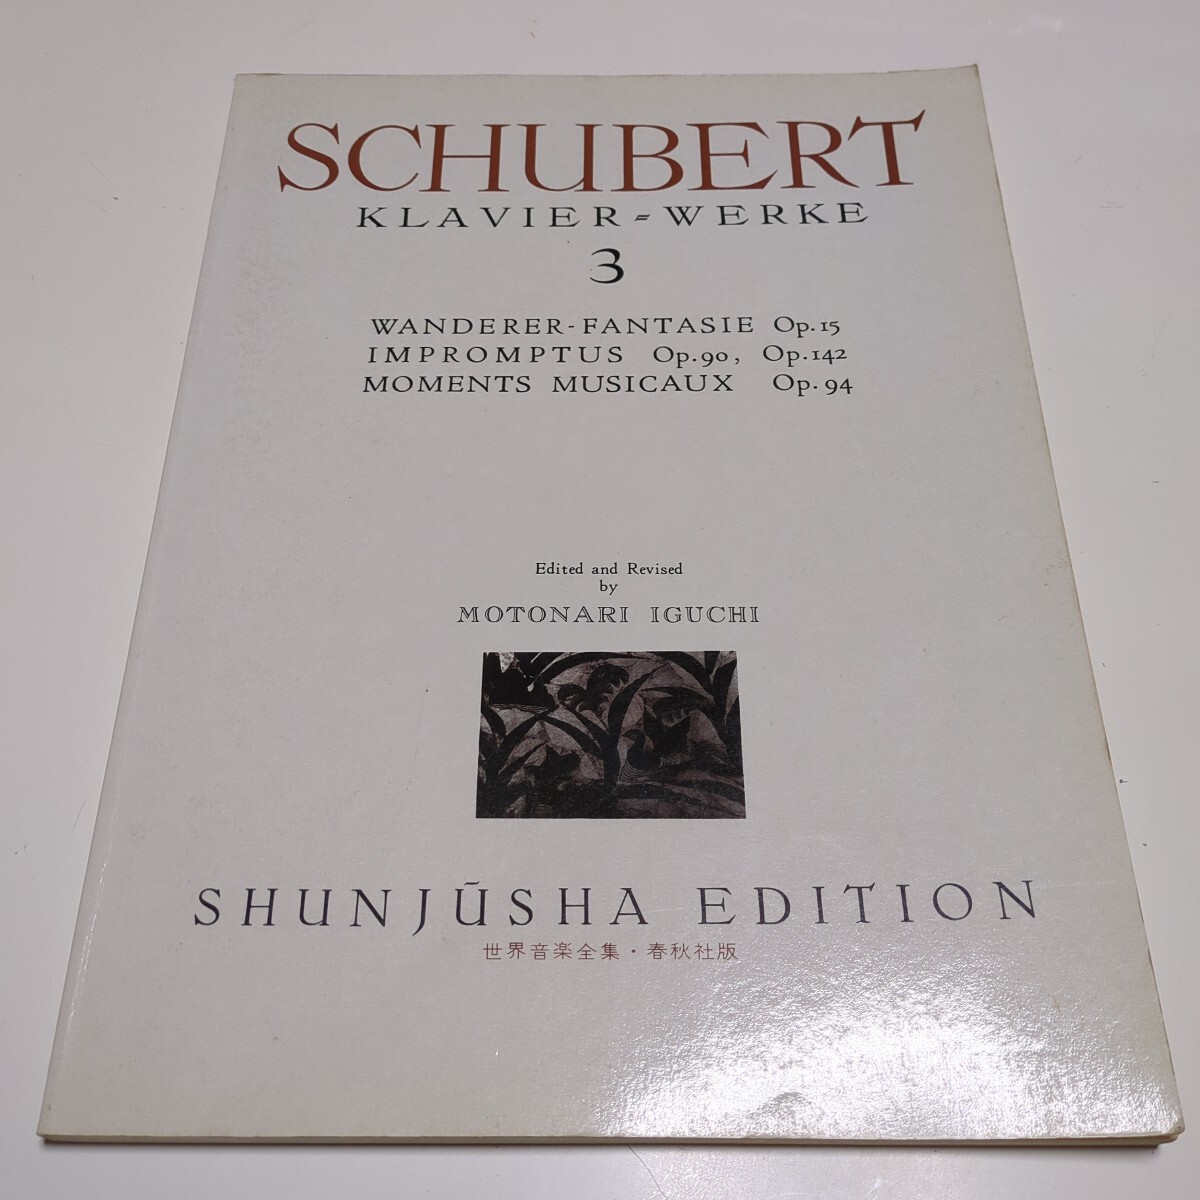 SCHUBERT
KLAVIER=WERKE
3
WANDERER-FANTASIE Op.15
IMPROMPTUS Op.90, Op.142
MOMENTS MUSICAUX Op.94
Edited and Revised
by
MOTONARI IGUCHI
SHUNJŪSHA EDITION
世界音楽全集・春秋社版